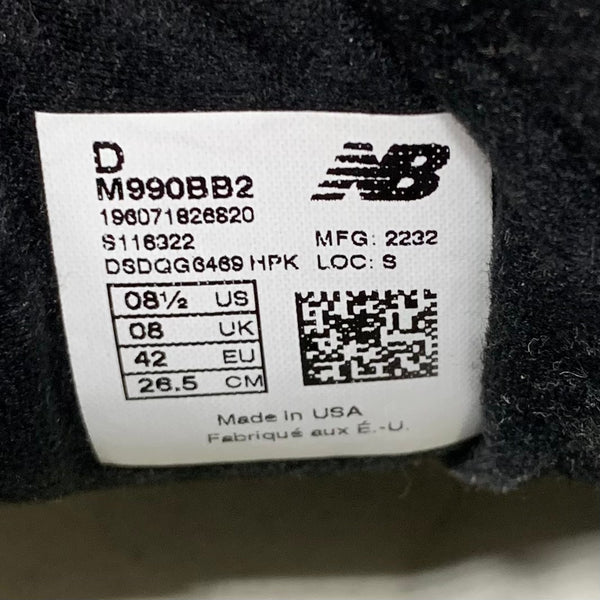 D
M990BB2
NB
196071826820
S116322
MFG: 2232
DSDQG6469 HPK
LOC: S
08½ US
08 UK
42 EU
26.5 CM
Made in USA
Fabriqué aux É.-U.